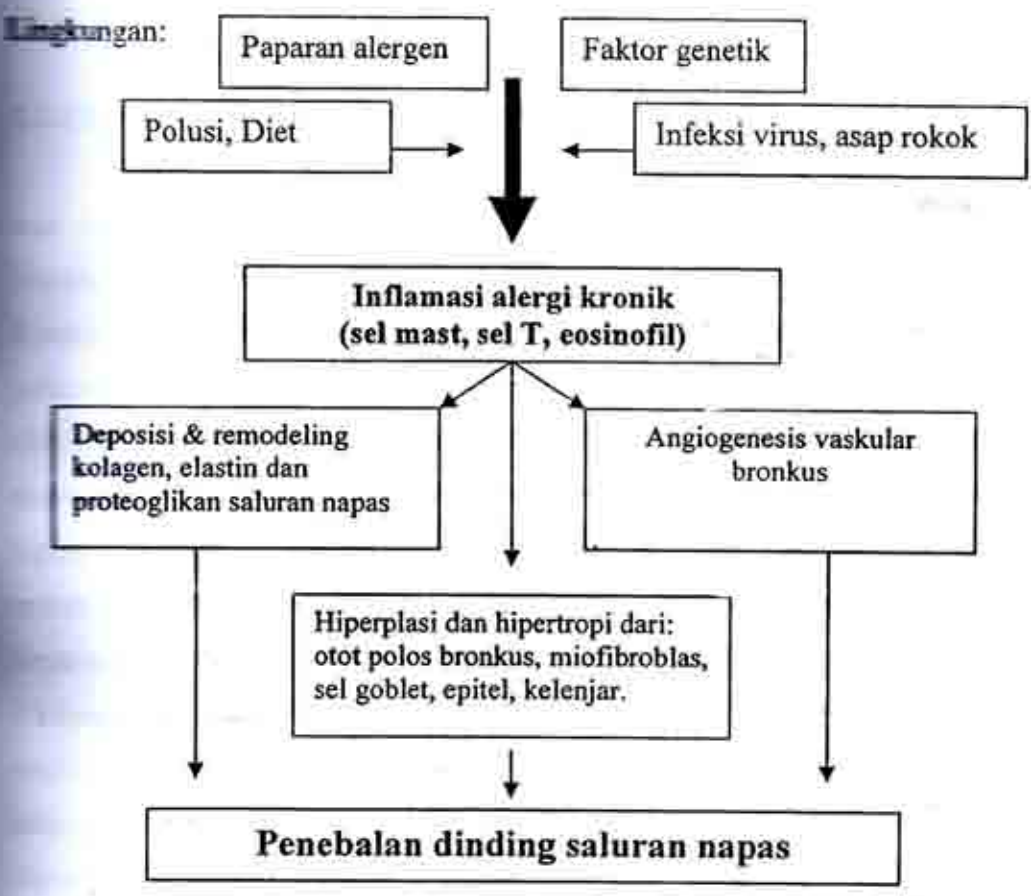 Lingkungan:
Paparan alergen
Faktor genetik
Polusi, Diet
Infeksi virus, asap rokok
Inflamasi alergi kronik
(sel mast, sel T, eosinofil)
Deposisi & remodeling
kolagen, elastin dan
proteoglikan saluran napas
Angiogenesis vaskular
bronkus
Hiperplasi dan hipertropi dari:
otot polos bronkus, miofibroblas,
sel goblet, epitel, kelenjar.
Penebalan dinding saluran napas